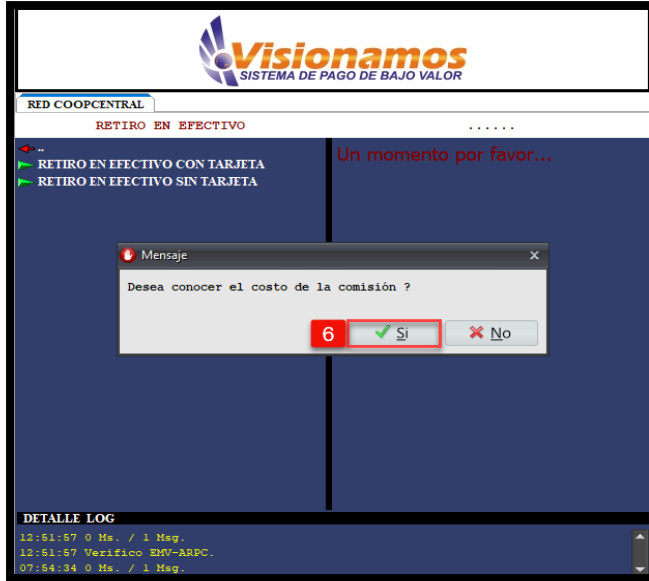 Visionamos
SISTEMA DE PAGO DE BAJO VALOR
RED COOPCENTRAL
RETIRO EN EFECTIVO ......
..
RETIRO EN EFECTIVO CON TARJETA
RETIRO EN EFECTIVO SIN TARJETA
Un momento por favor...
Mensaje x
Desea conocer el costo de la comisión ?
6 Si No
DETALLE LOG
12:51:57 0 Ms. / 1 Msg.
12:51:57 Verifico EMV-ARPC.
07:54:34 0 Ms. / 1 Msg.